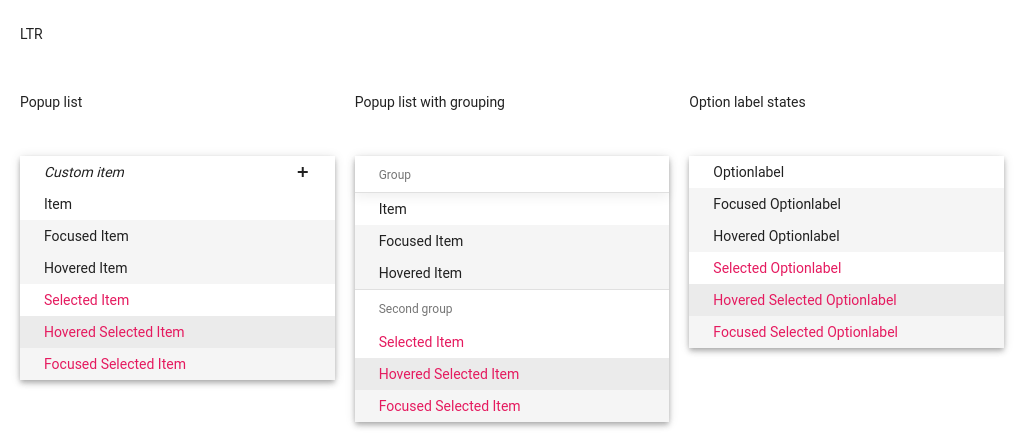 LTR
Popup list
Custom item +
Item
Focused Item
Hovered Item
Selected Item
Hovered Selected Item
Focused Selected Item
Popup list with grouping
Group
Item
Focused Item
Hovered Item
Second group
Selected Item
Hovered Selected Item
Focused Selected Item
Option label states
Optionlabel
Focused Optionlabel
Hovered Optionlabel
Selected Optionlabel
Hovered Selected Optionlabel
Focused Selected Optionlabel